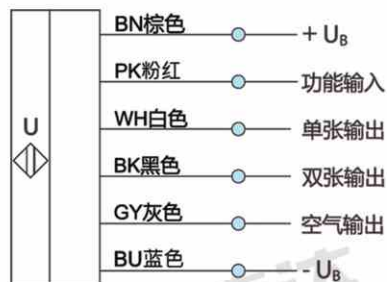 BN棕色
+ UB
PK粉红
功能输入
U
WH白色
单张输出
BK黑色
双张输出
GY灰色
空气输出
BU蓝色
- UB